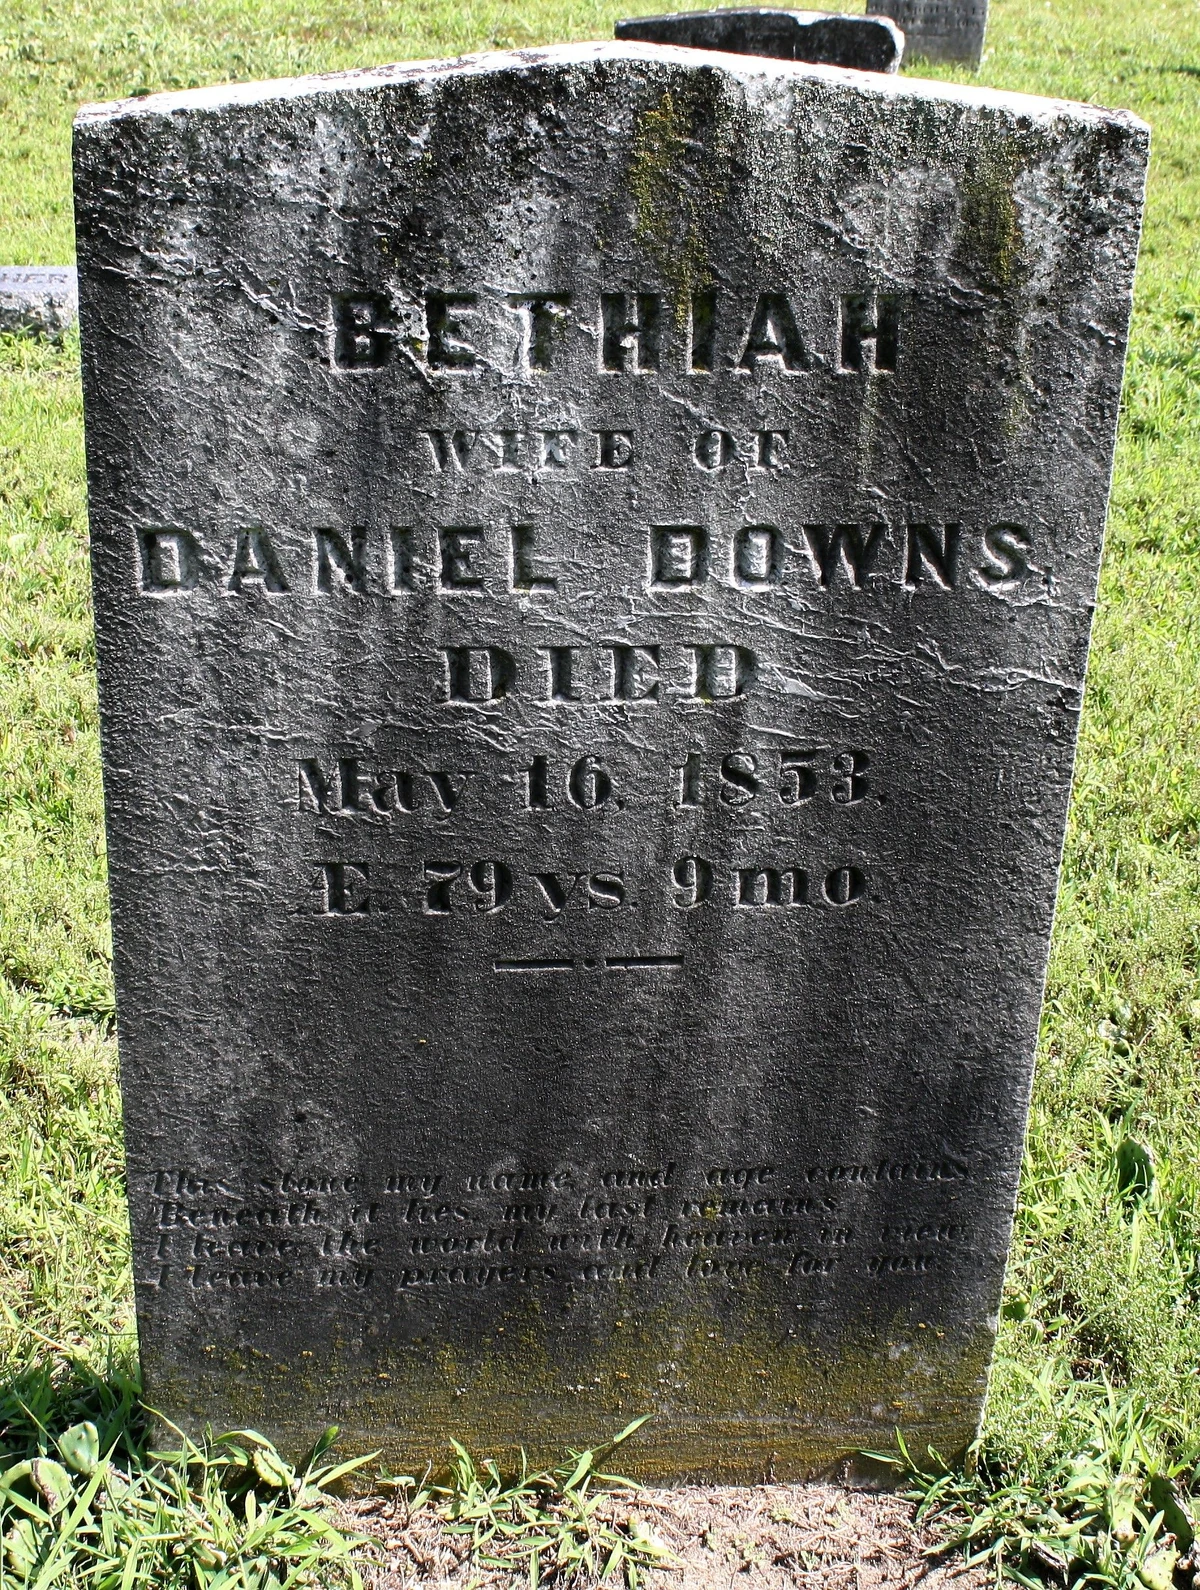 BETHIAH
WIFE OF
DANIEL DOWNS,
DIED
May 16, 1853,
Æ. 79 ys. 9 mo.
This stone my name, and age contains
Beneath it lies, my last remains
I leave the world with heaven in view,
I leave my prayers and love for you.